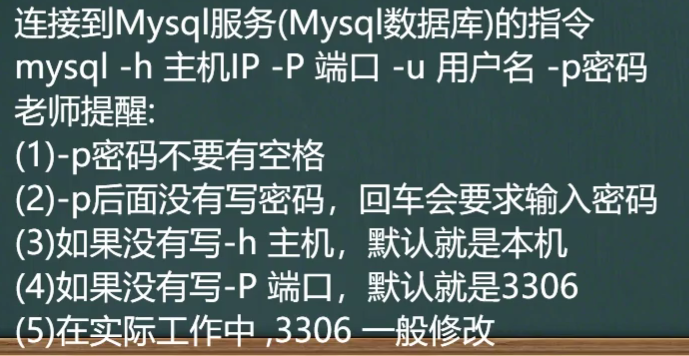 连接到Mysql服务(Mysql数据库)的指令
mysql -h 主机IP -P 端口 -u 用户名 -p密码
老师提醒:
(1)-p密码不要有空格
(2)-p后面没有写密码，回车会要求输入密码
(3)如果没有写-h 主机，默认就是本机
(4)如果没有写-P 端口，默认就是3306
(5)在实际工作中 ,3306 一般修改